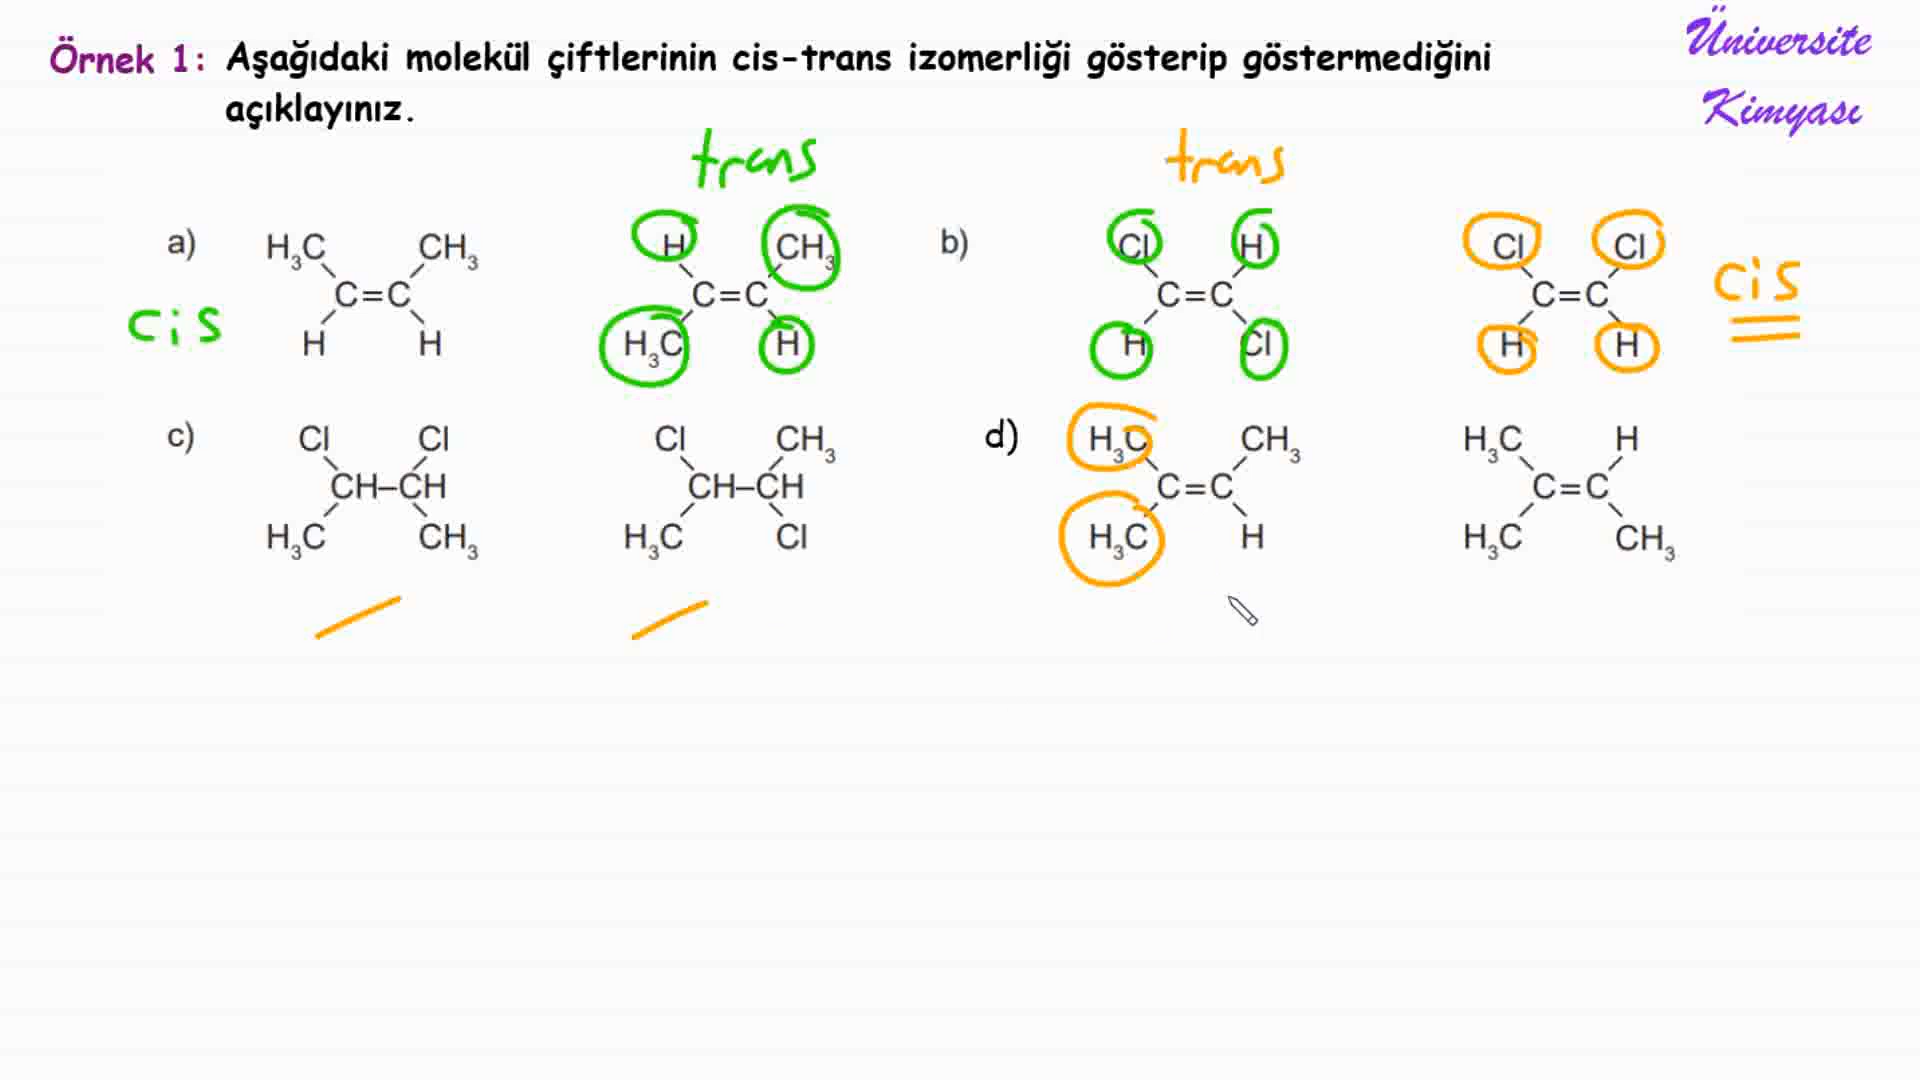 Örnek 1: Aşağıdaki molekül çiftlerinin cis-trans izomerliği gösterip göstermediğini
açıklayınız.
Üniversite
Kimyası
trans
trans
a) H₃C CH₃ H CH₃ b) Cl H Cl Cl
C=C C=C C=C C=C
cis
cis
H H H₃C H H Cl H H
c) Cl Cl Cl CH₃ d) H₃C CH₃ H₃C H
CH–CH CH–CH C=C C=C
H₃C CH₃ H₃C Cl H₃C H H₃C CH₃